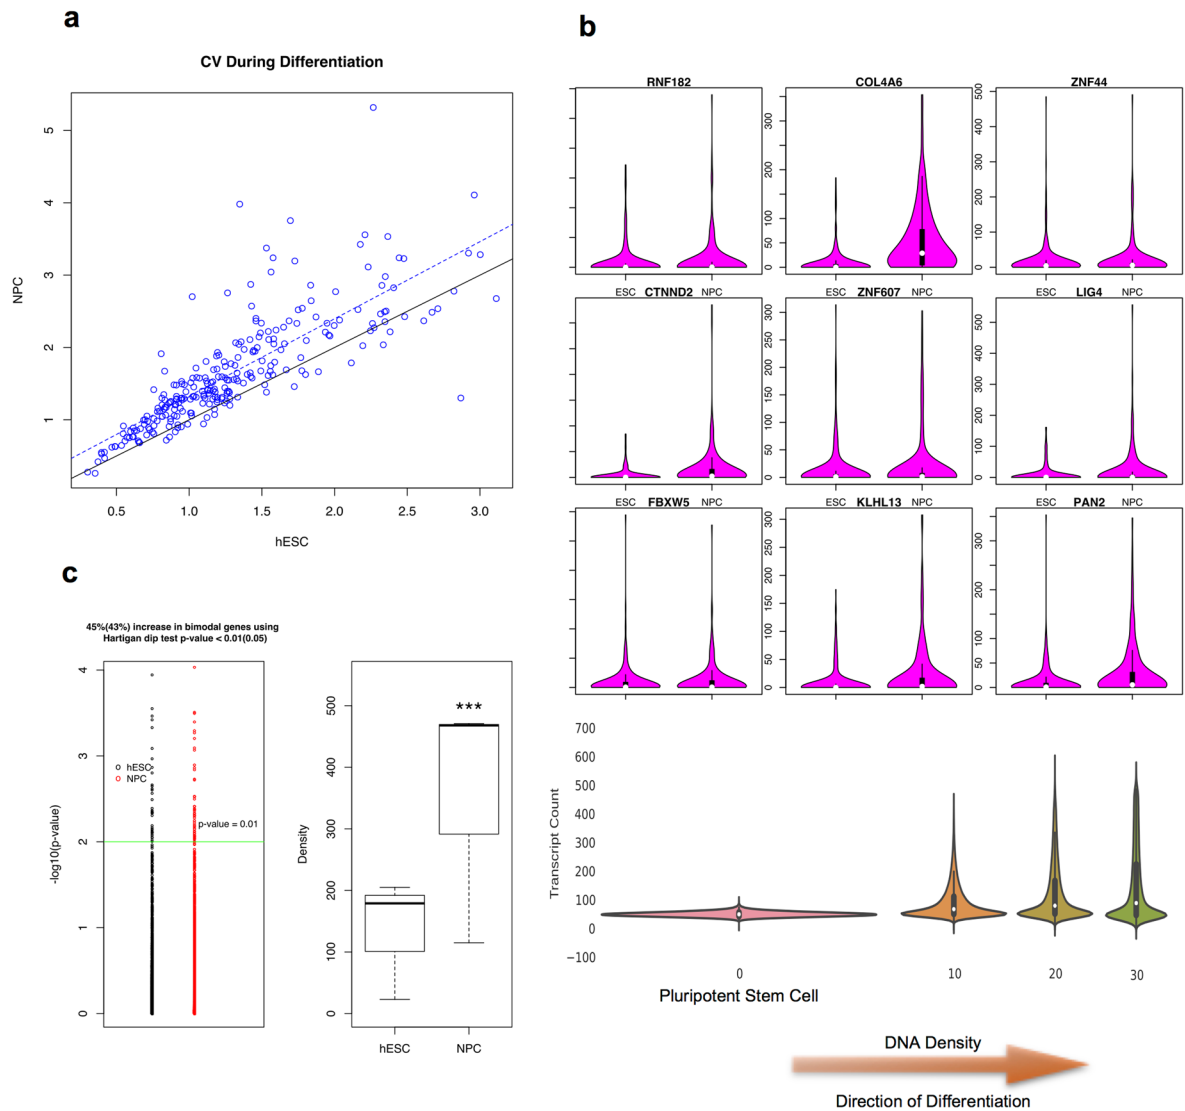 a
CV During Differentiation
5
4
3
2
1
NPC
0.5 1.0 1.5 2.0 2.5 3.0
hESC
b
RNF182 COL4A6 ZNF44
300
200
100
50
0
500
400
300
200
100
0
ESC CTNND2 NPC ESC ZNF607 NPC ESC LIG4 NPC
300
250
200
150
100
50
0
500
400
300
200
100
0
ESC FBXW5 NPC ESC KLHL13 NPC ESC PAN2 NPC
300
250
200
150
100
50
0
300
200
100
50
0
c
45%(43%) increase in bimodal genes using
Hartigan dip test p-value < 0.01(0.05)
4
3
2
1
0
-log10(p-value)
hESC
NPC
p-value = 0.01
500
400
300
200
100
0
Density
***
hESC NPC
700
600
500
400
300
200
100
0
−100
Transcript Count
0 10 20 30
Pluripotent Stem Cell
DNA Density
Direction of Differentiation